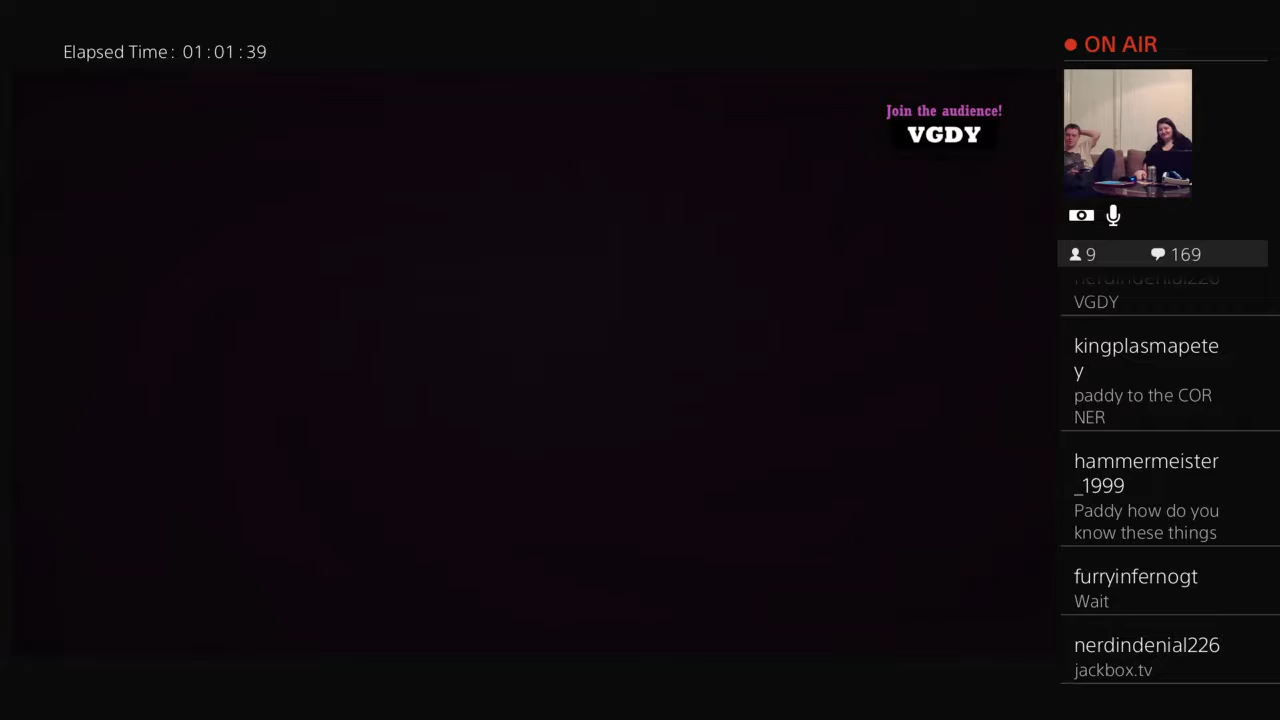 Elapsed Time: 01:01:39
ON AIR
Join the audience!
VGDY
9 169
nerdindenial226
VGDY
kingplasmapete
y
paddy to the COR
NER
hammermeister
_1999
Paddy how do you
know these things
furryinfernogt
Wait
nerdindenial226
jackbox.tv